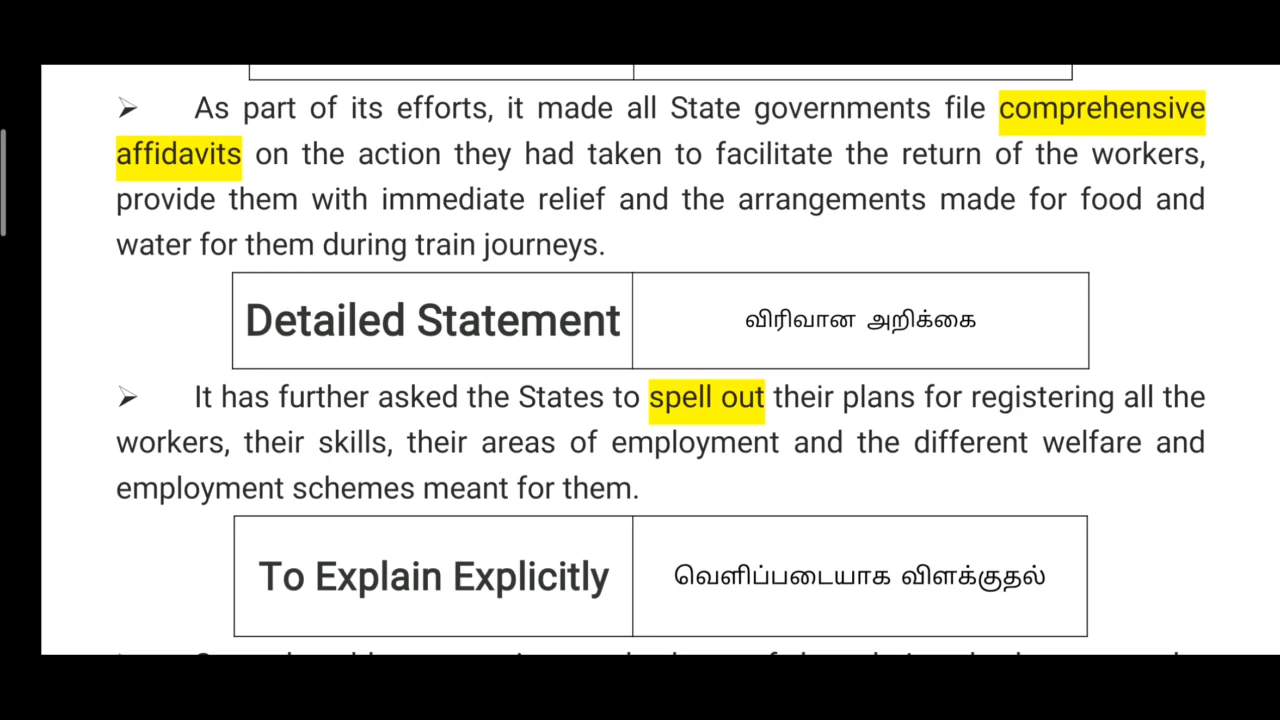 ➢ As part of its efforts, it made all State governments file comprehensive
affidavits on the action they had taken to facilitate the return of the workers,
provide them with immediate relief and the arrangements made for food and
water for them during train journeys.
Detailed Statement விரிவான அறிக்கை
➢ It has further asked the States to spell out their plans for registering all the
workers, their skills, their areas of employment and the different welfare and
employment schemes meant for them.
To Explain Explicitly வெளிப்படையாக விளக்குதல்